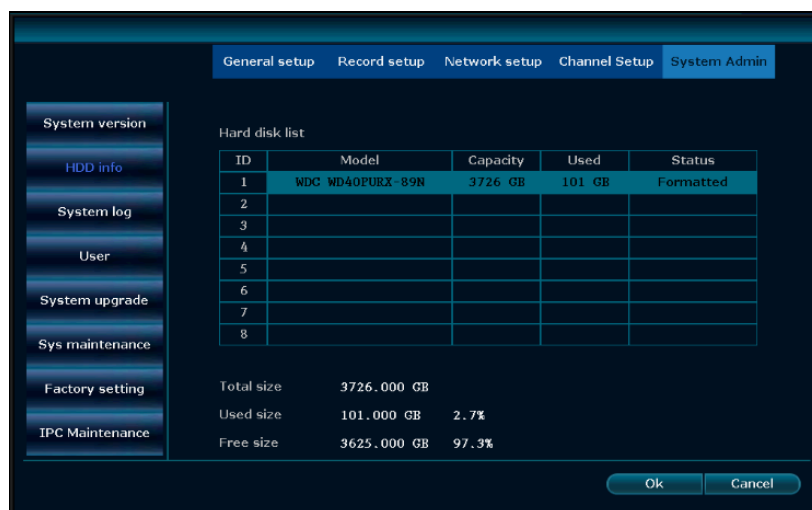 General setup Record setup Network setup Channel Setup System Admin
System version
HDD info
System log
User
System upgrade
Sys maintenance
Factory setting
IPC Maintenance
Hard disk list
ID Model Capacity Used Status
1 WDC WD40PURX-89N 3726 GB 101 GB Formatted
2
3
4
5
6
7
8
Total size 3726.000 GB
Used size 101.000 GB 2.7%
Free size 3625.000 GB 97.3%
Ok Cancel